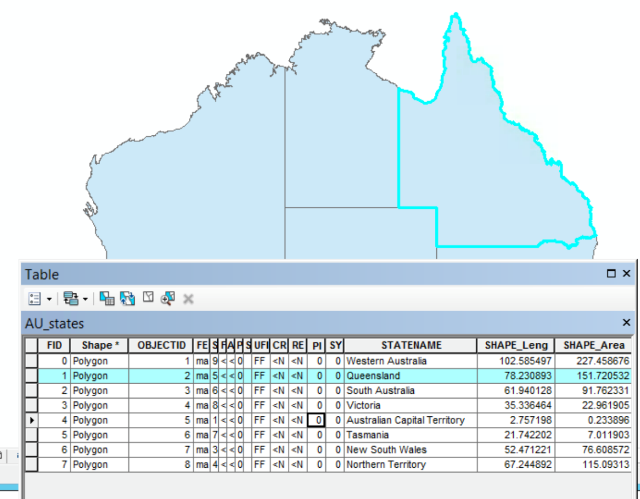 Table
AU_states
FID Shape * OBJECTID FE S F A P S UFI CR RE PI SY STATENAME SHAPE_Leng SHAPE_Area
0 Polygon 1 ma 9 < < 0 FF <N <N 0 0 Western Australia 102.585497 227.458676
1 Polygon 2 ma 5 < < 0 FF <N <N 0 0 Queensland 78.230893 151.720532
2 Polygon 3 ma 6 < < 0 FF <N <N 0 0 South Australia 61.940128 91.762331
3 Polygon 4 ma 8 < < 0 FF <N <N 0 0 Victoria 35.336464 22.961905
4 Polygon 5 ma 1 < < 0 FF <N <N 0 0 Australian Capital Territory 2.757198 0.233896
5 Polygon 6 ma 7 < < 0 FF <N <N 0 0 Tasmania 21.742202 7.011903
6 Polygon 7 ma 3 < < 0 FF <N <N 0 0 New South Wales 52.471221 76.608572
7 Polygon 8 ma 4 < < 0 FF <N <N 0 0 Northern Territory 67.244892 115.09313